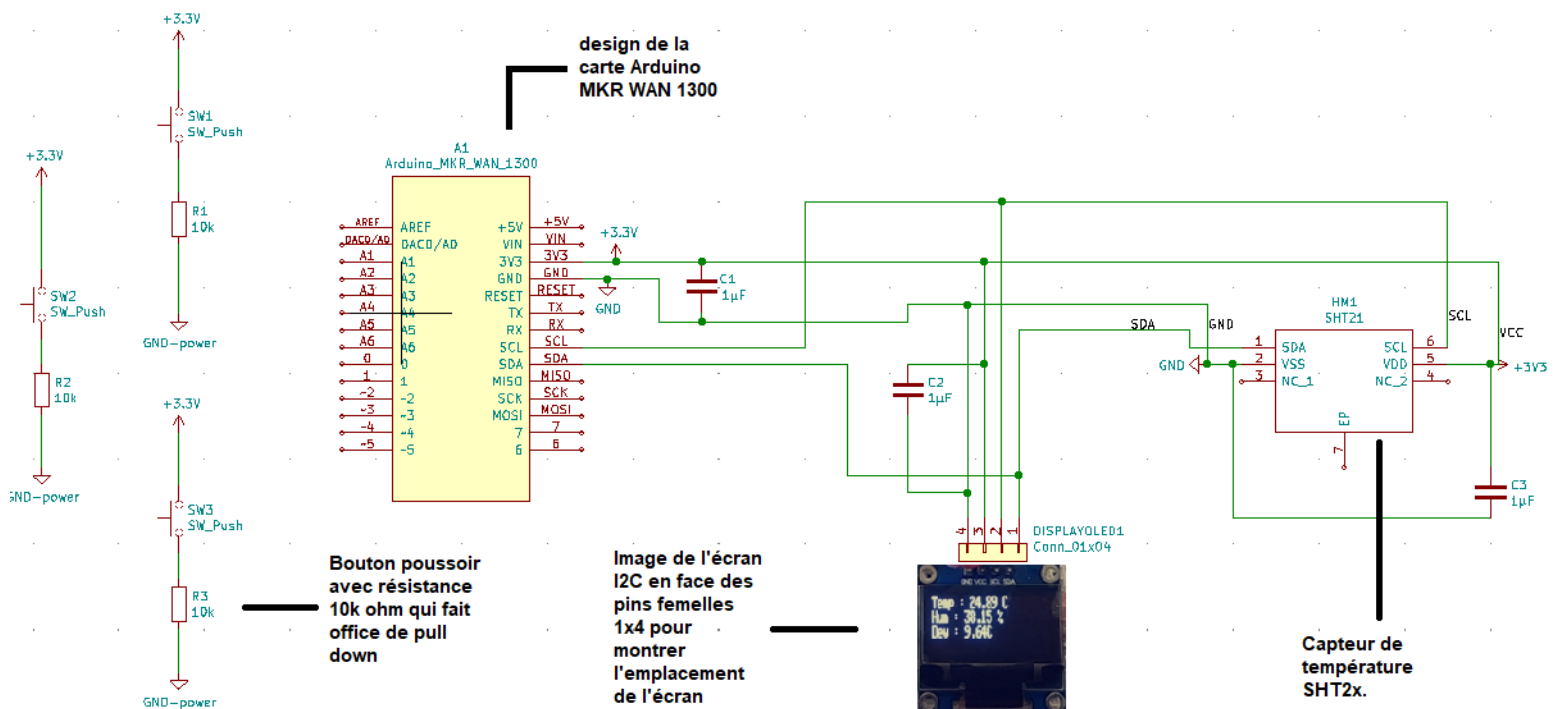 +3.3V
SW1
SW_Push
R1
10k
GND-power
+3.3V
SW2
SW_Push
R2
10k
GND-power
+3.3V
SW3
SW_Push
R3
10k
GND-power
Bouton poussoir
avec résistance
10k ohm qui fait
office de pull
down
design de la
carte Arduino
MKR WAN 1300
A1
Arduino_MKR_WAN_1300
AREF AREF +5V +5V
DAC0/A0 DAC0/A0 VIN VIN
A1 A1 3V3 3V3
A2 A2 GND GND
A3 A3 RESET RESET
A4 A4 TX TX
A5 A5 RX RX
A6 A6 SCL SCL
0 0 SDA SDA
1 1 MISO MISO
~2 ~2 SCK SCK
~3 ~3 MOSI MOSI
~4 ~4 7 7
~5 ~5 6 6
+3.3V
GND
C1
1µF
C2
1µF
SDA
GND
SCL
VCC
HM1
SHT21
1 SDA SCL 6
GND 2 VSS VDD 5 +3V3
3 NC_1 NC_2 4
EP
7
C3
1µF
4 3 2 1
DISPLAYOLED1
Conn_01x04
GND VCC SCL SDA
Temp : 24.89 C
Hum : 38.15 %
Dew : 9.64C
Image de l'écran
I2C en face des
pins femelles
1x4 pour
montrer
l'emplacement
de l'écran
Capteur de
température
SHT2x.